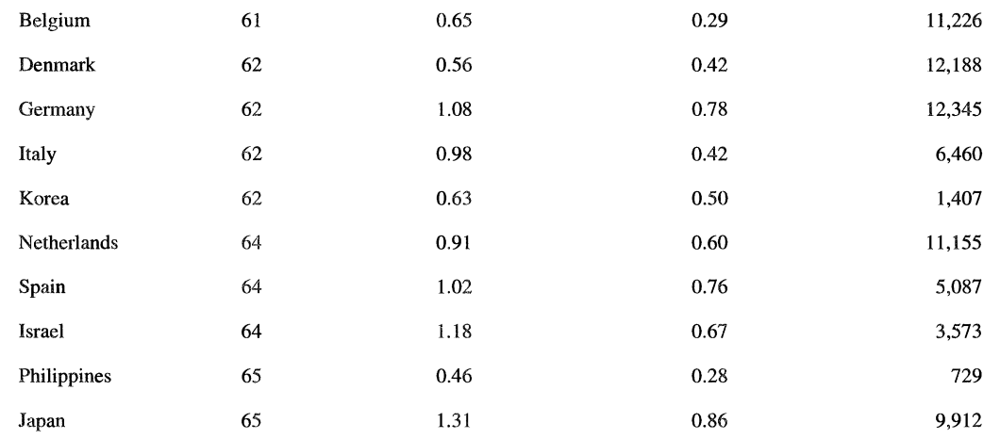 Belgium 61 0.65 0.29 11,226
Denmark 62 0.56 0.42 12,188
Germany 62 1.08 0.78 12,345
Italy 62 0.98 0.42 6,460
Korea 62 0.63 0.50 1,407
Netherlands 64 0.91 0.60 11,155
Spain 64 1.02 0.76 5,087
Israel 64 1.18 0.67 3,573
Philippines 65 0.46 0.28 729
Japan 65 1.31 0.86 9,912